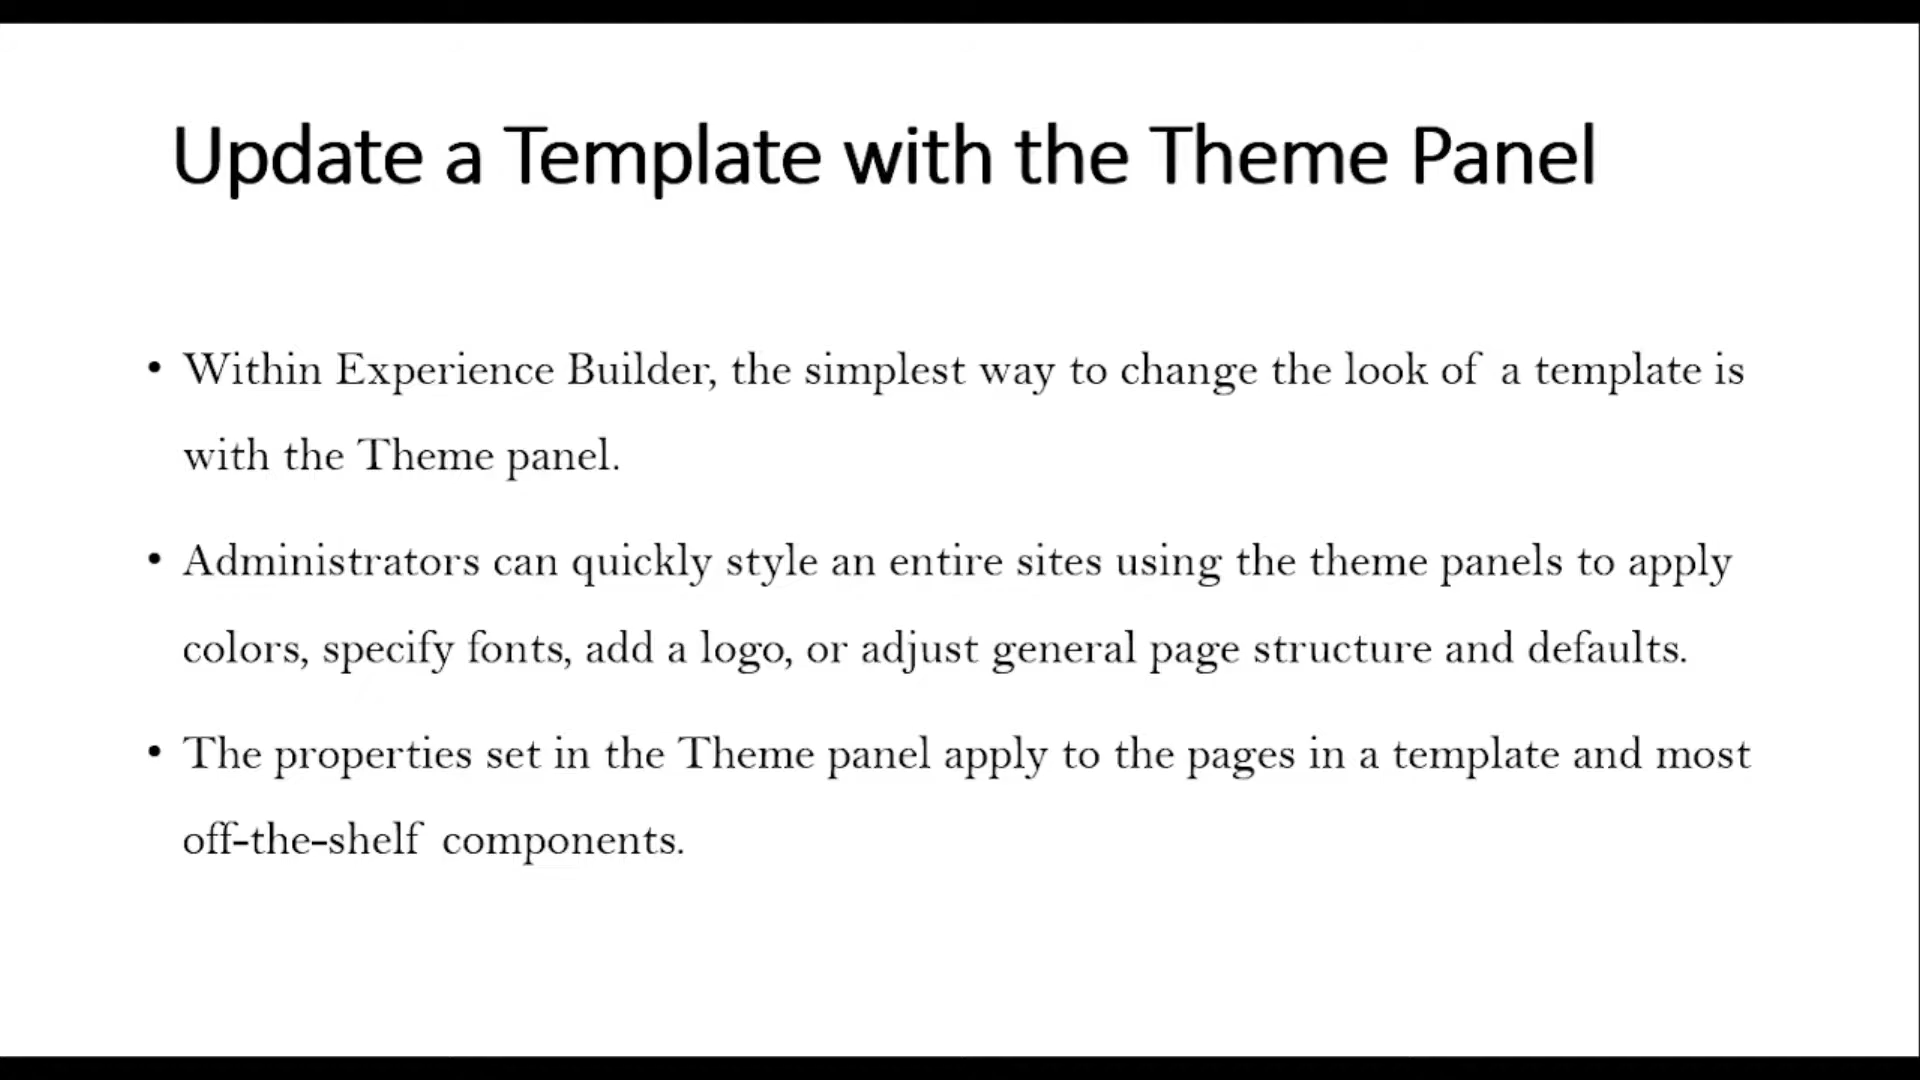 Update a Template with the Theme Panel
• Within Experience Builder, the simplest way to change the look of a template is
with the Theme panel.
• Administrators can quickly style an entire sites using the theme panels to apply
colors, specify fonts, add a logo, or adjust general page structure and defaults.
• The properties set in the Theme panel apply to the pages in a template and most
off-the-shelf components.